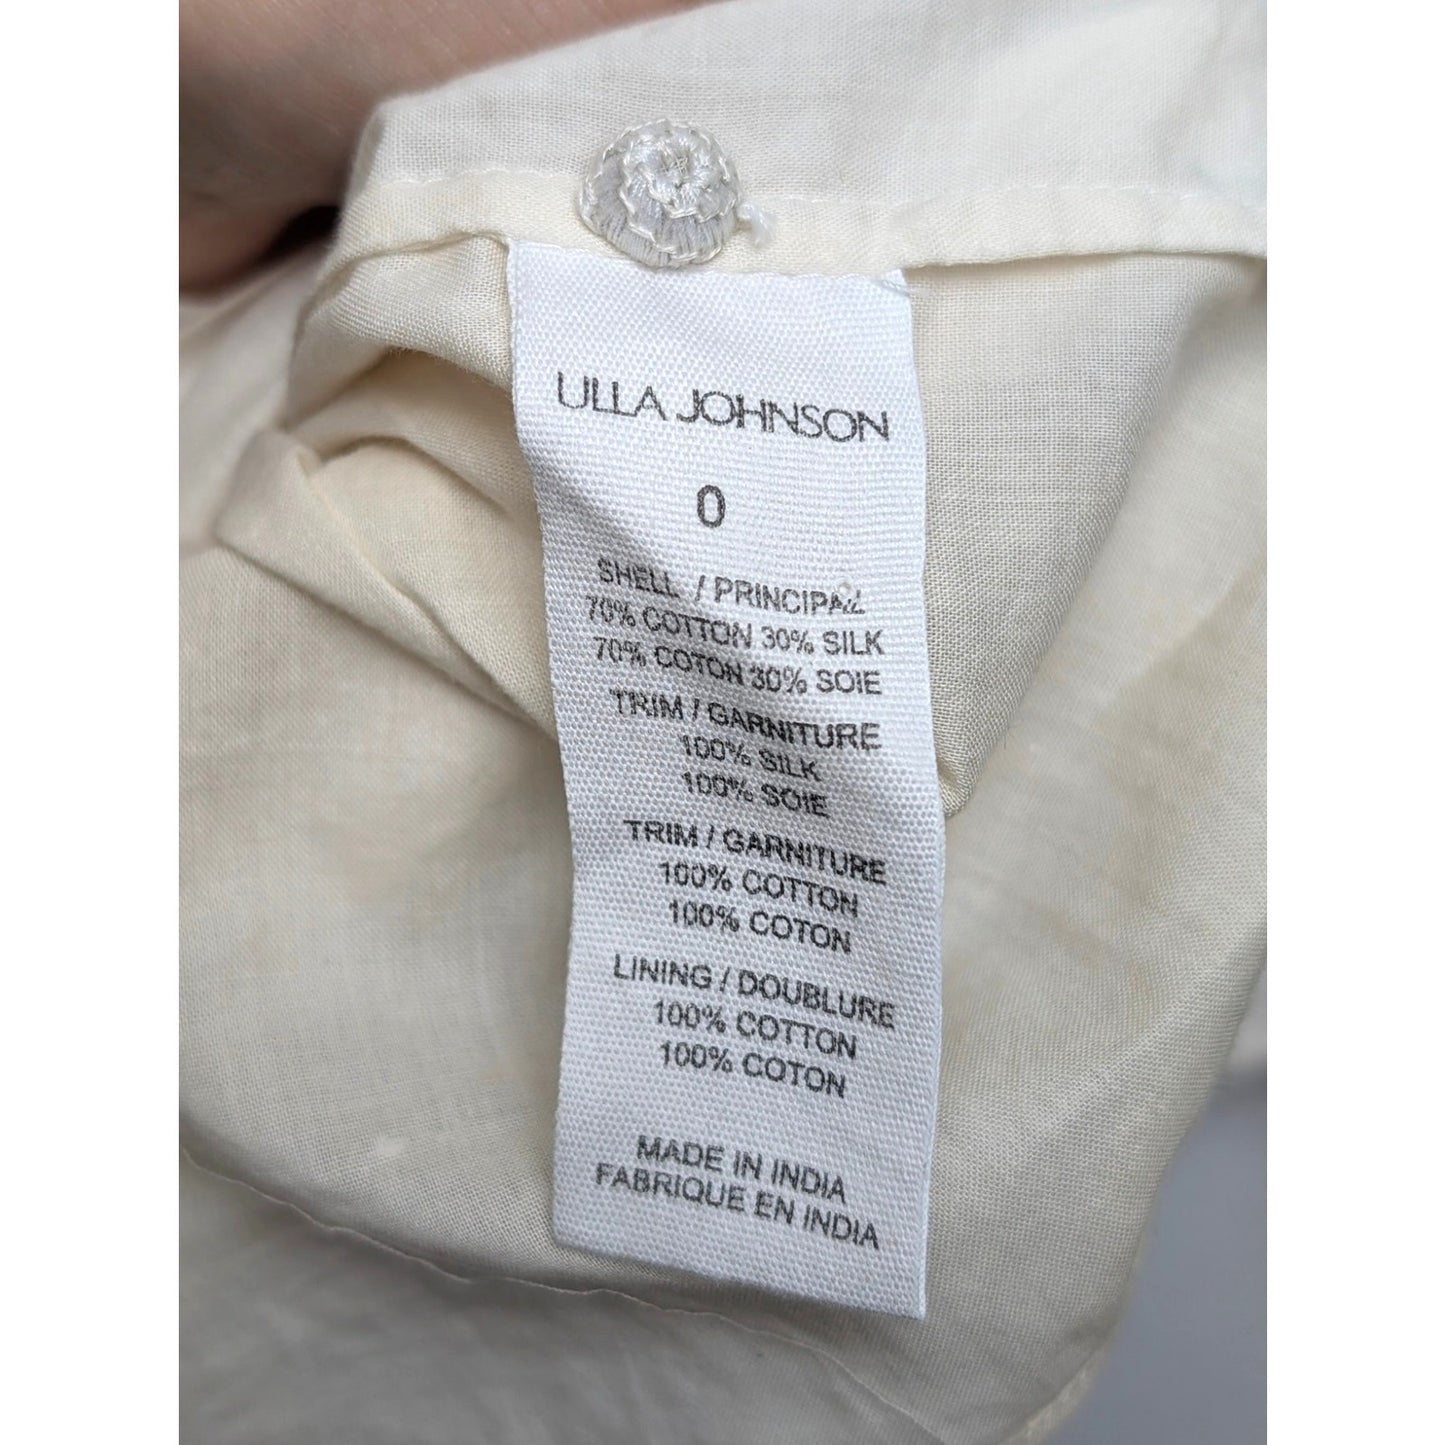 ULLA JOHNSON
0
SHELL / PRINCIPAL
70% COTTON 30% SILK
70% COTON 30% SOIE
TRIM / GARNITURE
100% SILK
100% SOIE
TRIM / GARNITURE
100% COTTON
100% COTON
LINING / DOUBLURE
100% COTTON
100% COTON
MADE IN INDIA
FABRIQUE EN INDIA